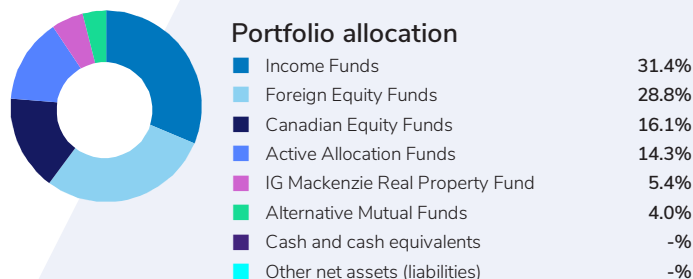 Portfolio allocation
Income Funds 31.4%
Foreign Equity Funds 28.8%
Canadian Equity Funds 16.1%
Active Allocation Funds 14.3%
IG Mackenzie Real Property Fund 5.4%
Alternative Mutual Funds 4.0%
Cash and cash equivalents -%
Other net assets (liabilities) -%